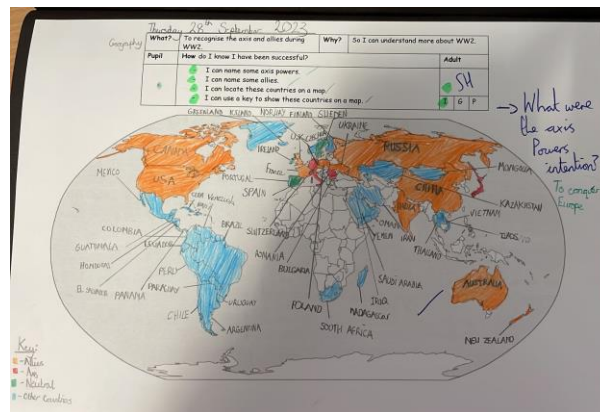 Thursday 28th September 2023
Geography
What? To recognise the axis and allies during WW2.
Why? So I can understand more about WW2.
Pupil
How do I know I have been successful?
Adult
I can name some axis powers.
I can name some allies.
I can locate these countries on a map.
I can use a key to show these countries on a map.
SH
I G P
→ What were
the axis
Powers
intention?
To conquer
Europe
GREENLAND ICELAND NORWAY FINLAND SWEDEN
UKRAINE
CANADA
IRELAND
RUSSIA
MEXICO
USA
France
PORTUGAL
SPAIN
MONGOLIA
CHINA
KAZAKHSTAN
INDIA
VIETNAM
CUBA
BRAZIL
SWITZERLAND
OMAN
YEMEN
IRAN
THAILAND
LAOS
COLOMBIA
GUATAMALA
Honduras
EL SALVADOR
PANAMA
PERU
PARAGUAY
CHILE
URUGUAY
ARGENTINA
ROMANIA
BULGARIA
POLAND
SOUTH AFRICA
MADAGASCAR
IRAQ
SAUDI ARABIA
AUSTRALIA
NEW ZEALAND
Key:
- Allies
- Axis
- Neutral
- Other Countries